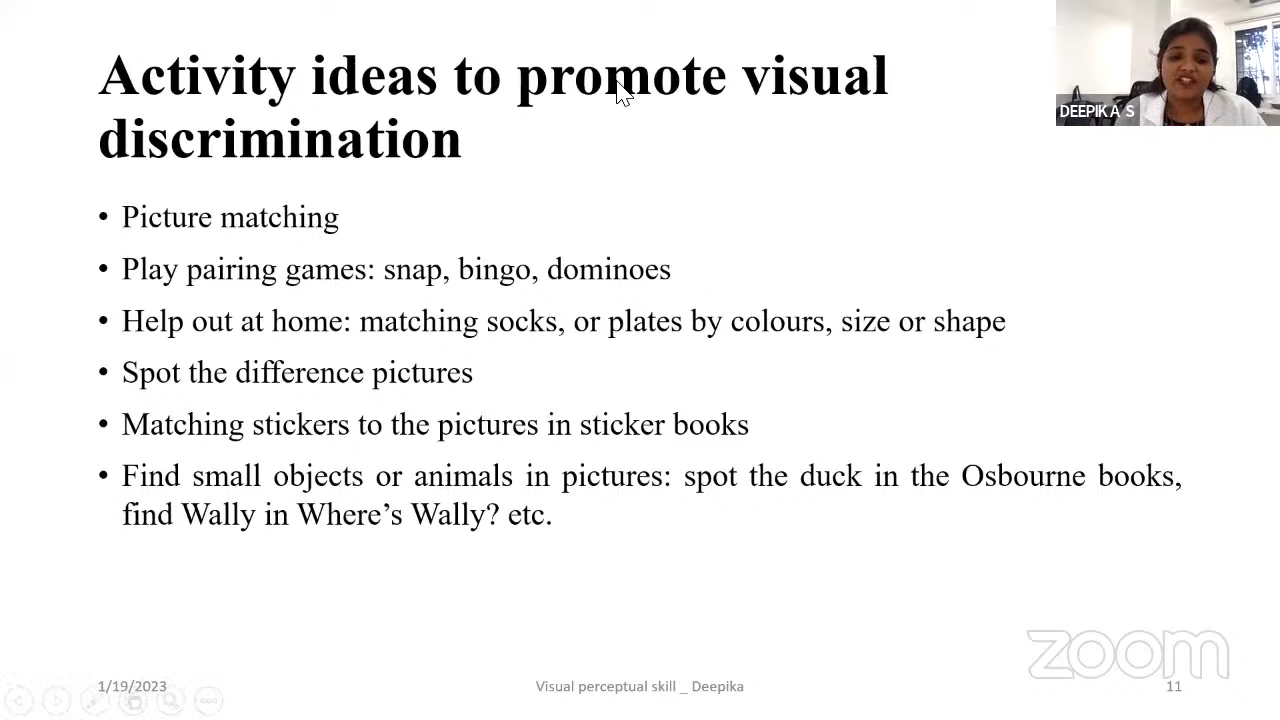 Activity ideas to promote visual
discrimination
DEEPIKA S
• Picture matching
• Play pairing games: snap, bingo, dominoes
• Help out at home: matching socks, or plates by colours, size or shape
• Spot the difference pictures
• Matching stickers to the pictures in sticker books
• Find small objects or animals in pictures: spot the duck in the Osbourne books,
find Wally in Where’s Wally? etc.
zoom
1/19/2023
Visual perceptual skill _ Deepika
11